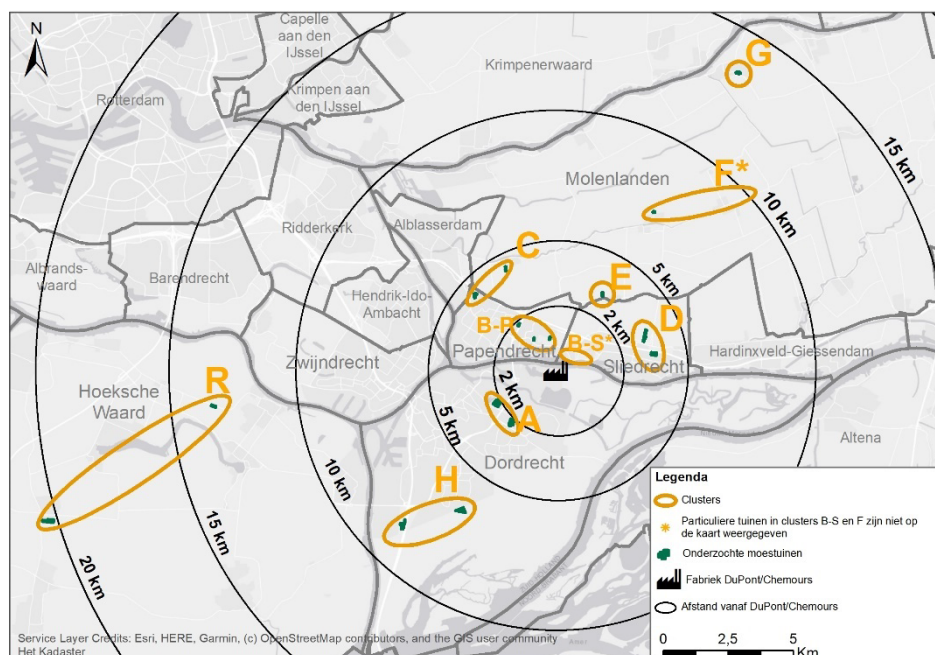 N
Capelle
aan den
IJssel
Krimpenerwaard
G
Krimpen aan
den IJssel
Rotterdam
15 km
F*
Molenlanden
10 km
Ridderkerk
Alblasserdam
C
Albrands-
waard
Barendrecht
5 km
E
Hendrik-Ido-
Ambacht
2 km
D
B-P
B-S*
Papendrecht
Sliedrecht
Hardinxveld-Giessendam
Zwijndrecht
Hoeksche
Waard
R
2 km
A
5 km
Altena
Dordrecht
10 km
H
15 km
20 km
Legenda
Clusters
Particuliere tuinen in clusters B-S en F zijn niet op
de kaart weergegeven
Onderzochte moestuinen
Fabriek DuPont/Chemours
Afstand vanaf DuPont/Chemours
0 2,5 5
Km
Service Layer Credits: Esri, HERE, Garmin, (c) OpenStreetMap contributors, and the GIS user community
Het Kadaster